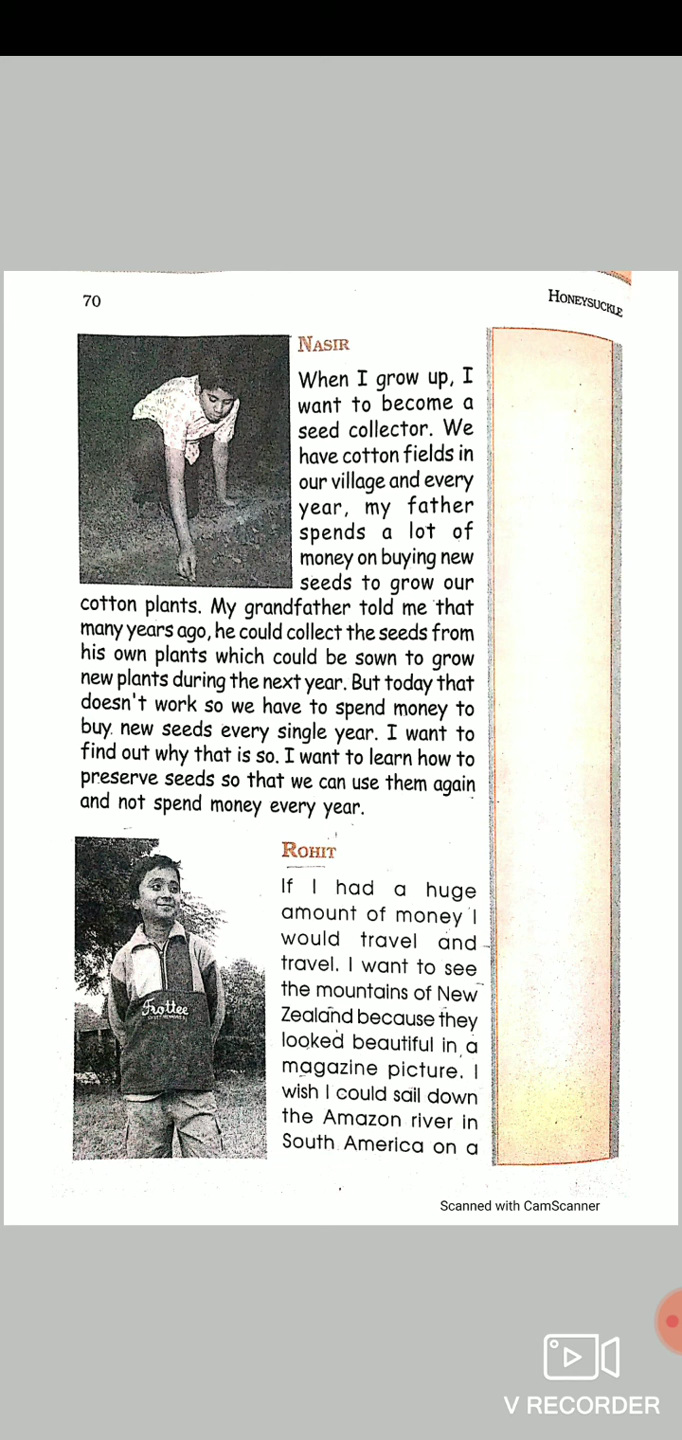 70
HONEYSUCKLE
NASIR
When I grow up, I
want to become a
seed collector. We
have cotton fields in
our village and every
year, my father
spends a lot of
money on buying new
seeds to grow our
cotton plants. My grandfather told me that
many years ago, he could collect the seeds from
his own plants which could be sown to grow
new plants during the next year. But today that
doesn't work so we have to spend money to
buy new seeds every single year. I want to
find out why that is so. I want to learn how to
preserve seeds so that we can use them again
and not spend money every year.
ROHIT
If I had a huge
amount of money I
would travel and
travel. I want to see
the mountains of New
Zealand because they
looked beautiful in a
magazine picture. I
wish I could sail down
the Amazon river in
South America on a
Frottee
Scanned with CamScanner
V RECORDER